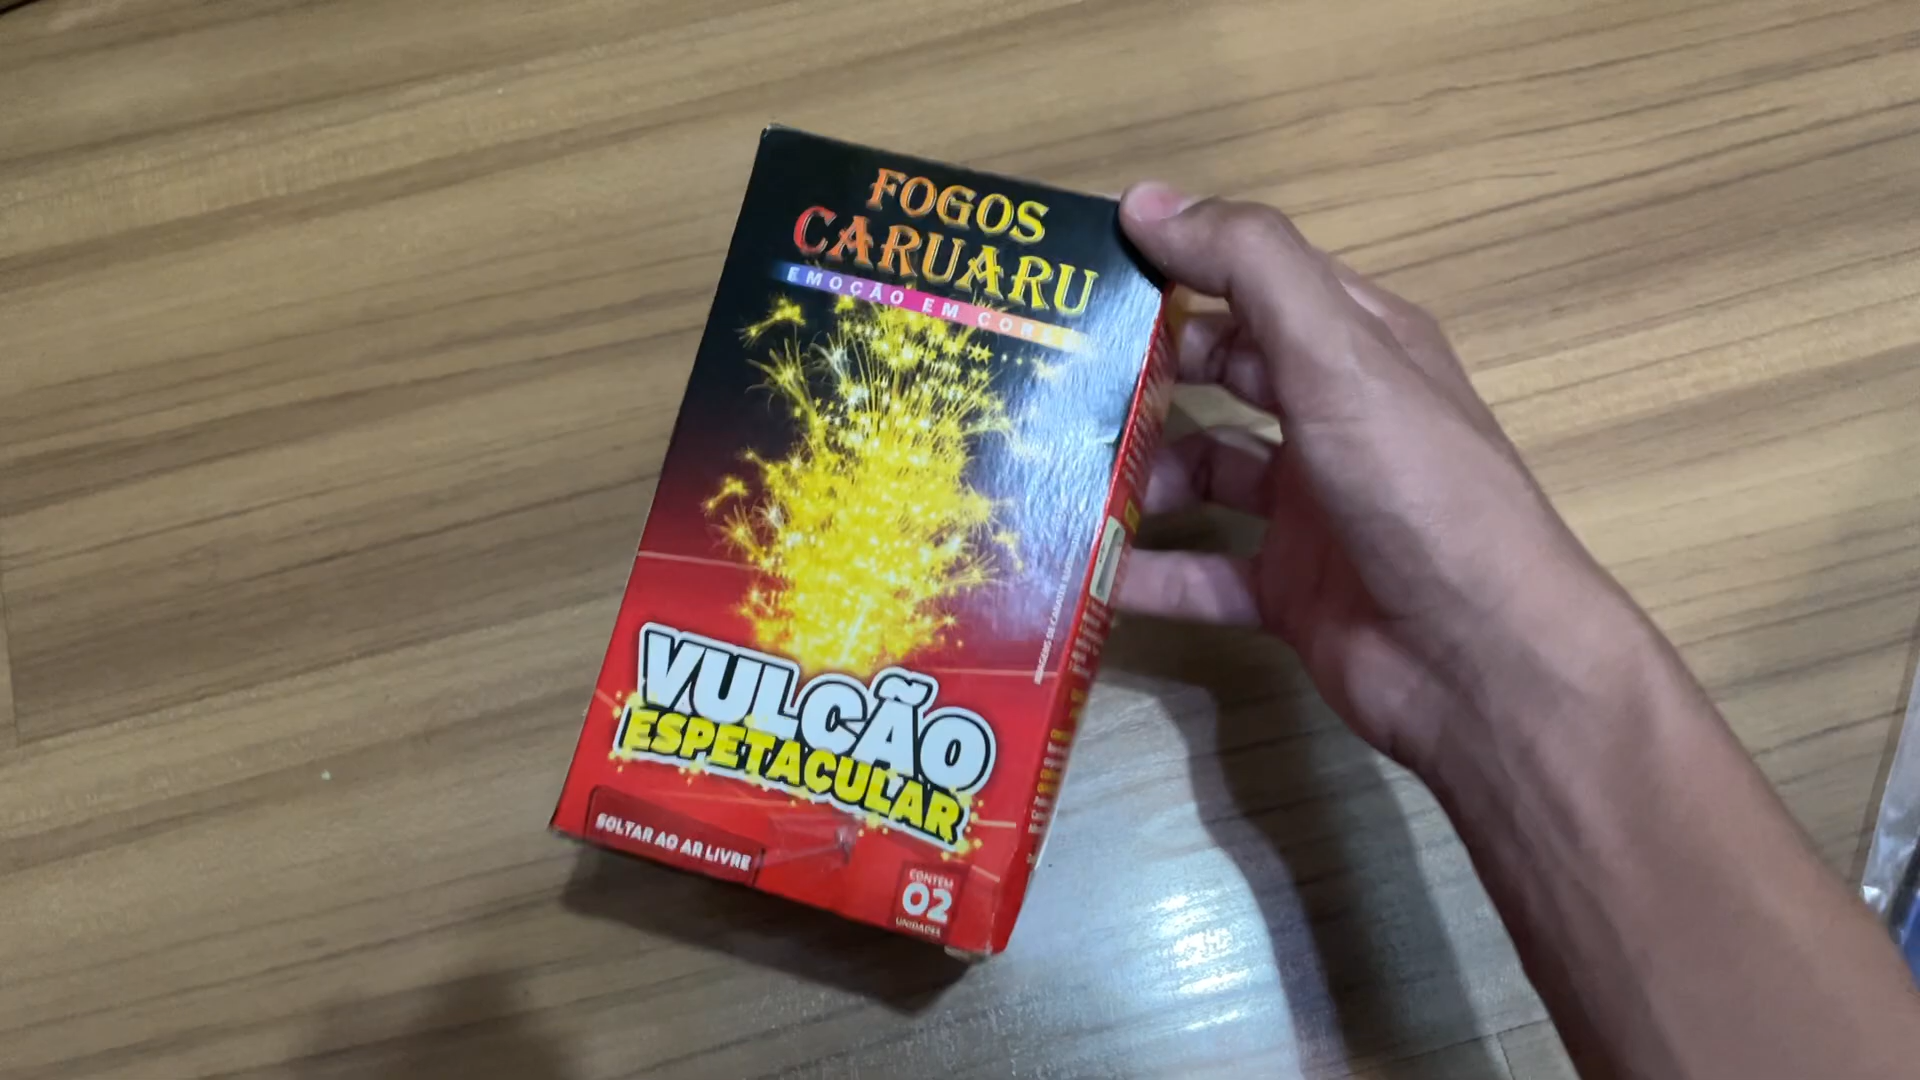 FOGOS
CARUARU
EMOÇÃO EM CORES
VULCÃO
ESPETACULAR
SOLTAR AO AR LIVRE
CONTÉM
02
UNIDADES